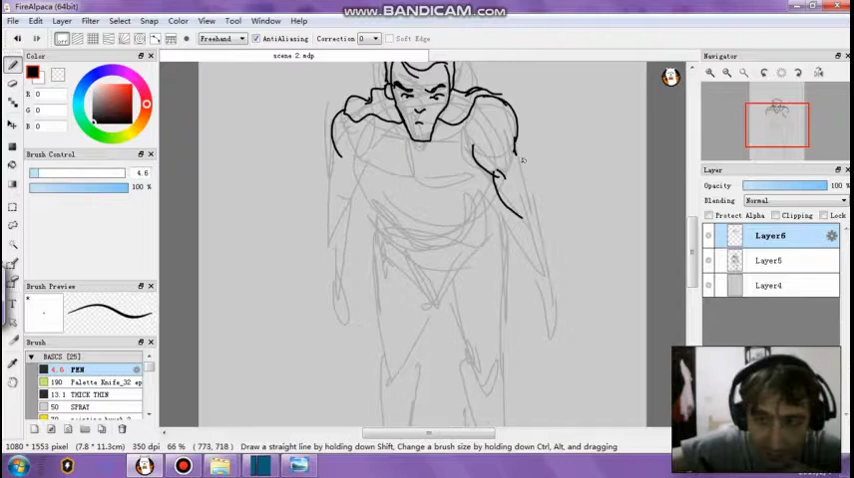 FireAlpaca (64bit)
WWW.BANDICAM.COM
File Edit Layer Filter Select Snap Color View Tool Window Help
Freehand AntiAliasing Correction 0 Soft Edge
Color
scene 2.mdp
Navigator
R 0
G 0
B 0
Brush Control
4.6
100 %
Layer
Opacity 100 %
Blending Normal
Protect Alpha Clipping Lock
Layer6
Layer5
Layer4
Brush Preview
Brush
BASICS [25]
4.6 PEN
190 Palette Knife_32 ep
13.1 THICK THIN
50 SPRAY
1080 * 1553 pixel (7.8 * 11.3cm) 350 dpi 66 % (773, 718) Draw a straight line by holding down Shift, Change a brush size by holding down Ctrl, Alt, and dragging